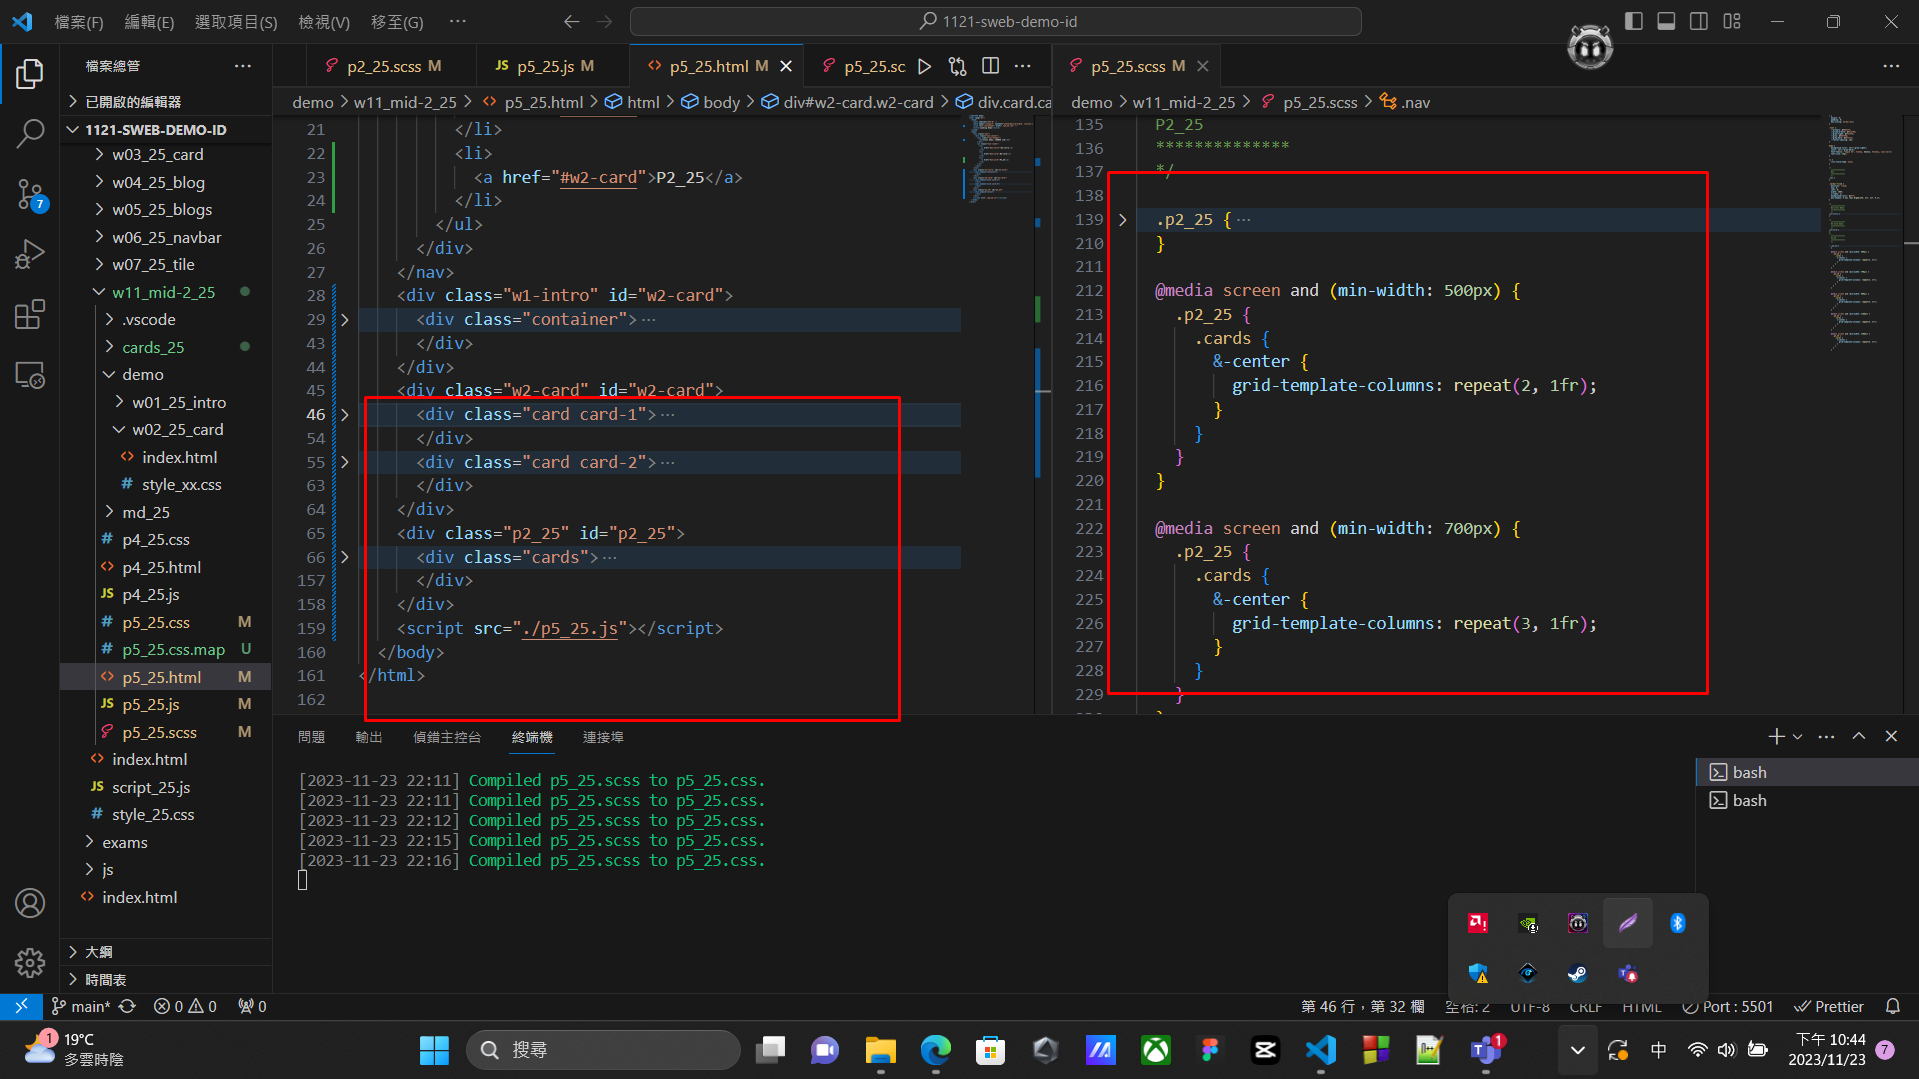 檔案(F) 編輯(E) 選取項目(S) 檢視(V) 移至(G) ··· 1121-sweb-demo-id
檔案總管
已開啟的編輯器
1121-SWEB-DEMO-ID
w03_25_card
w04_25_blog
w05_25_blogs
w06_25_navbar
w07_25_tile
w11_mid-2_25
.vscode
cards_25
demo
w01_25_intro
w02_25_card
index.html
style_xx.css
md_25
p4_25.css
p4_25.html
p4_25.js
p5_25.css M
p5_25.css.map U
p5_25.html M
p5_25.js M
p5_25.scss M
index.html
script_25.js
style_25.css
exams
js
index.html
大綱
時間表
7
p2_25.scss M p5_25.js M p5_25.html M p5_25.sc
demo > w11_mid-2_25 > p5_25.html > html > body > div#w2-card.w2-card > div.card.ca
21 </li>
22 <li>
23 <a href="#w2-card">P2_25</a>
24 </li>
25 </ul>
26 </div>
27 </nav>
28 <div class="w1-intro" id="w2-card">
29 <div class="container"> ···
43 </div>
44 </div>
45 <div class="w2-card" id="w2-card">
46 <div class="card card-1"> ···
54 </div>
55 <div class="card card-2"> ···
63 </div>
64 </div>
65 <div class="p2_25" id="p2_25">
66 <div class="cards"> ···
157 </div>
158 </div>
159 <script src="./p5_25.js"></script>
160 </body>
161 </html>
162
p5_25.scss M
demo > w11_mid-2_25 > p5_25.scss > .nav
135 P2_25
136 **************
137 */
138
139 .p2_25 { ···
210 }
211
212 @media screen and (min-width: 500px) {
213 .p2_25 {
214 .cards {
215 &-center {
216 grid-template-columns: repeat(2, 1fr);
217 }
218 }
219 }
220 }
221
222 @media screen and (min-width: 700px) {
223 .p2_25 {
224 .cards {
225 &-center {
226 grid-template-columns: repeat(3, 1fr);
227 }
228 }
229 }
問題 輸出 偵錯主控台 終端機 連接埠
[2023-11-23 22:11] Compiled p5_25.scss to p5_25.css.
[2023-11-23 22:11] Compiled p5_25.scss to p5_25.css.
[2023-11-23 22:12] Compiled p5_25.scss to p5_25.css.
[2023-11-23 22:15] Compiled p5_25.scss to p5_25.css.
[2023-11-23 22:16] Compiled p5_25.scss to p5_25.css.
bash
bash
main* 0 0 0 第 46 行，第 32 欄 空格: 2 UTF-8 CRLF HTML Port : 5501 Prettier
1 19°C
多雲時陰
搜尋
1
中
下午 10:44
2023/11/23
7